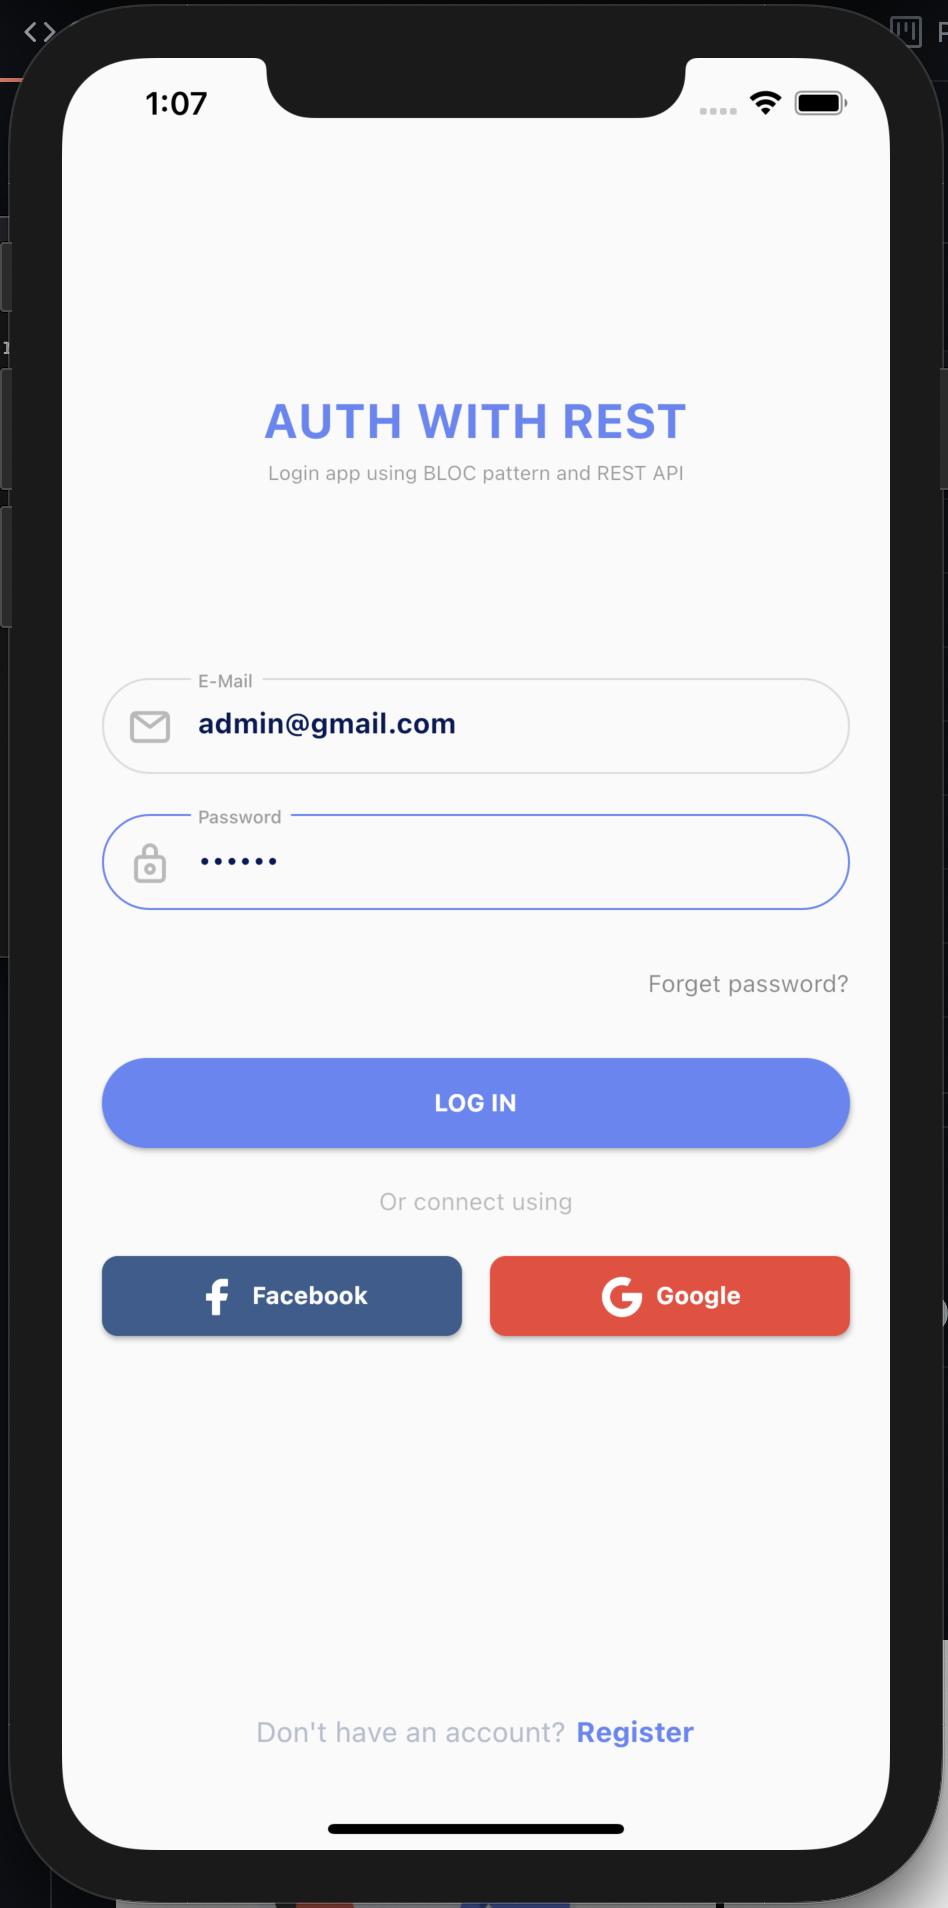 1:07
AUTH WITH REST
Login app using BLOC pattern and REST API
E-Mail
admin@gmail.com
Password
••••••
Forget password?
LOG IN
Or connect using
Facebook
Google
Don't have an account? Register